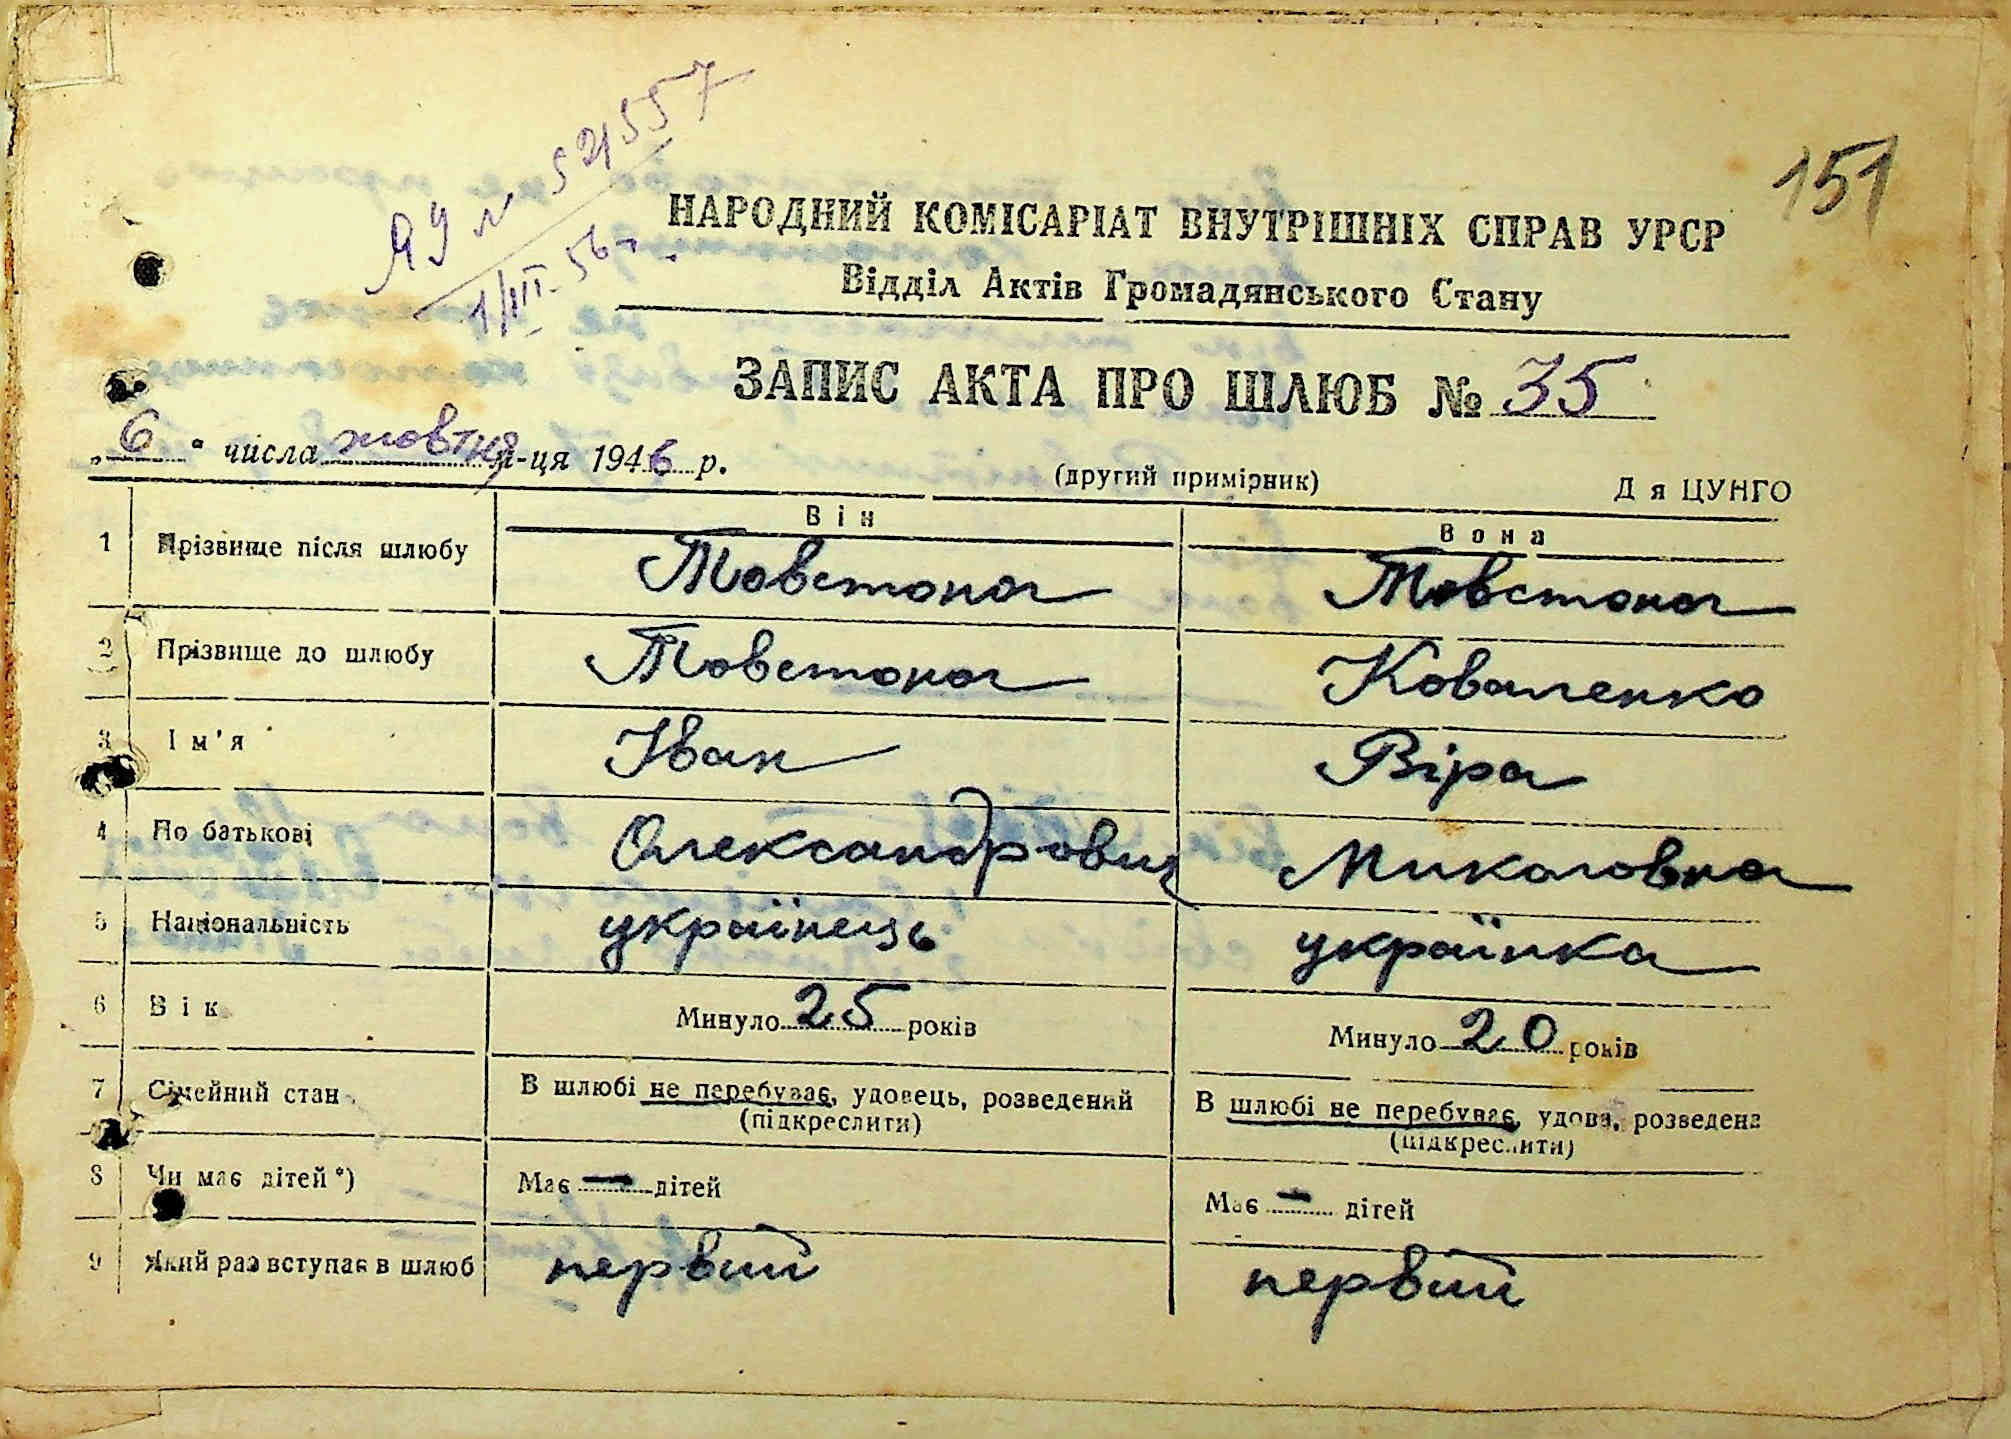 151
ЯУ № 521557
1/III-56 г.
НАРОДНИЙ КОМІСАРІАТ ВНУТРІШНІХ СПРАВ УРСР
Відділ Актів Громадянського Стану
ЗАПИС АКТА ПРО ШЛЮБ № 35
„6“ числа жовтня м-ця 1946 р.
(другий примірник) Д я ЦУНГО
Він Вона
1 Прізвище після шлюбу Товстоног Товстоног
2 Прізвище до шлюбу Товстоног Коваленко
3 Ім'я Іван Віра
4 По батькові Олександрович Миколовна
5 Національність українець українка
6 Вік Минуло 25 років Минуло 20 років
7 Сімейний стан В шлюбі не перебуває, удовець, розведений В шлюбі не перебуває, удова, розведена
(підкреслити) (підкреслити)
8 Чи має дітей*) Має — дітей Має — дітей
9 Який раз вступає в шлюб первий первий